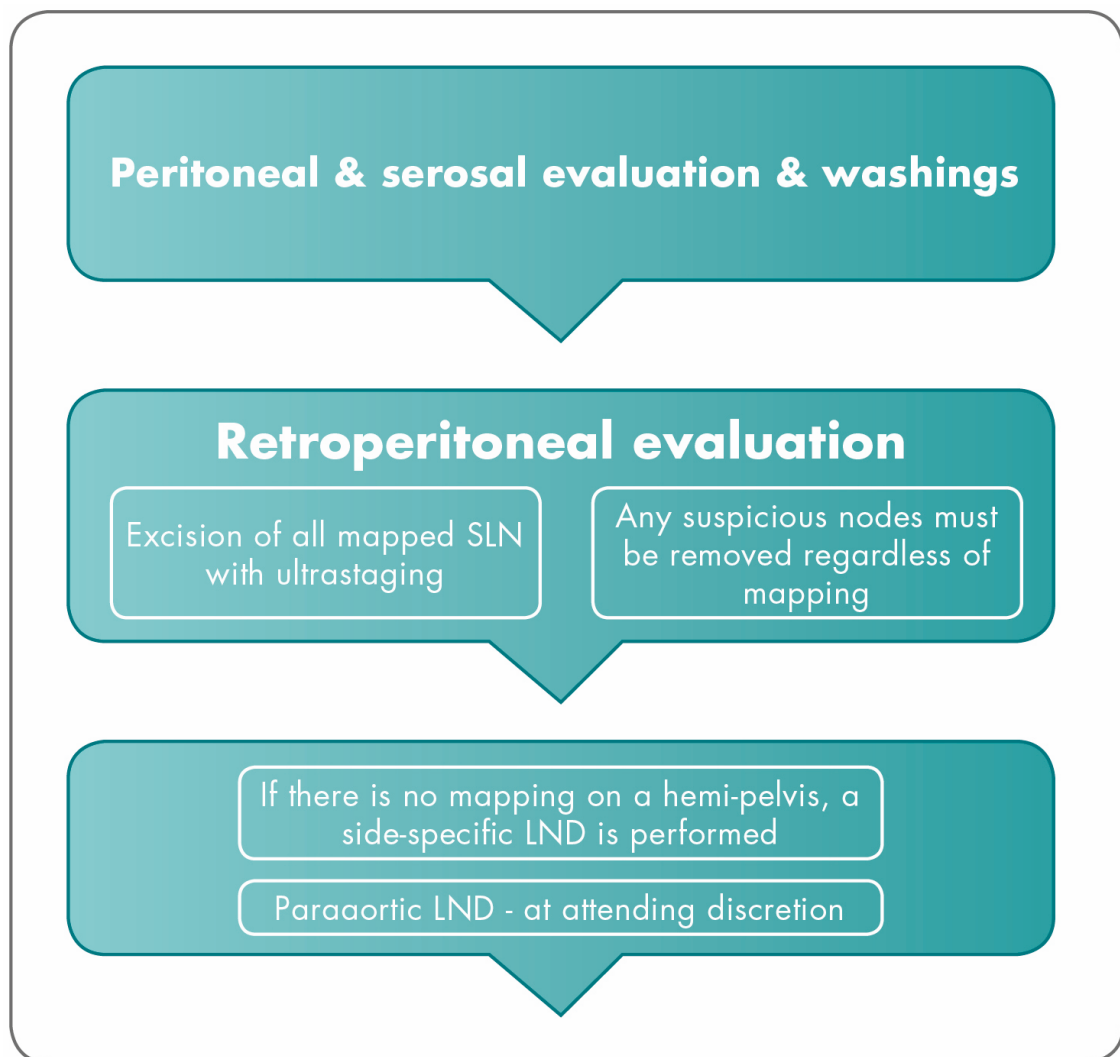 Peritoneal & serosal evaluation & washings
Retroperitoneal evaluation
Excision of all mapped SLN
with ultrastaging
Any suspicious nodes must
be removed regardless of
mapping
If there is no mapping on a hemi-pelvis, a
side-specific LND is performed
Paraaortic LND - at attending discretion